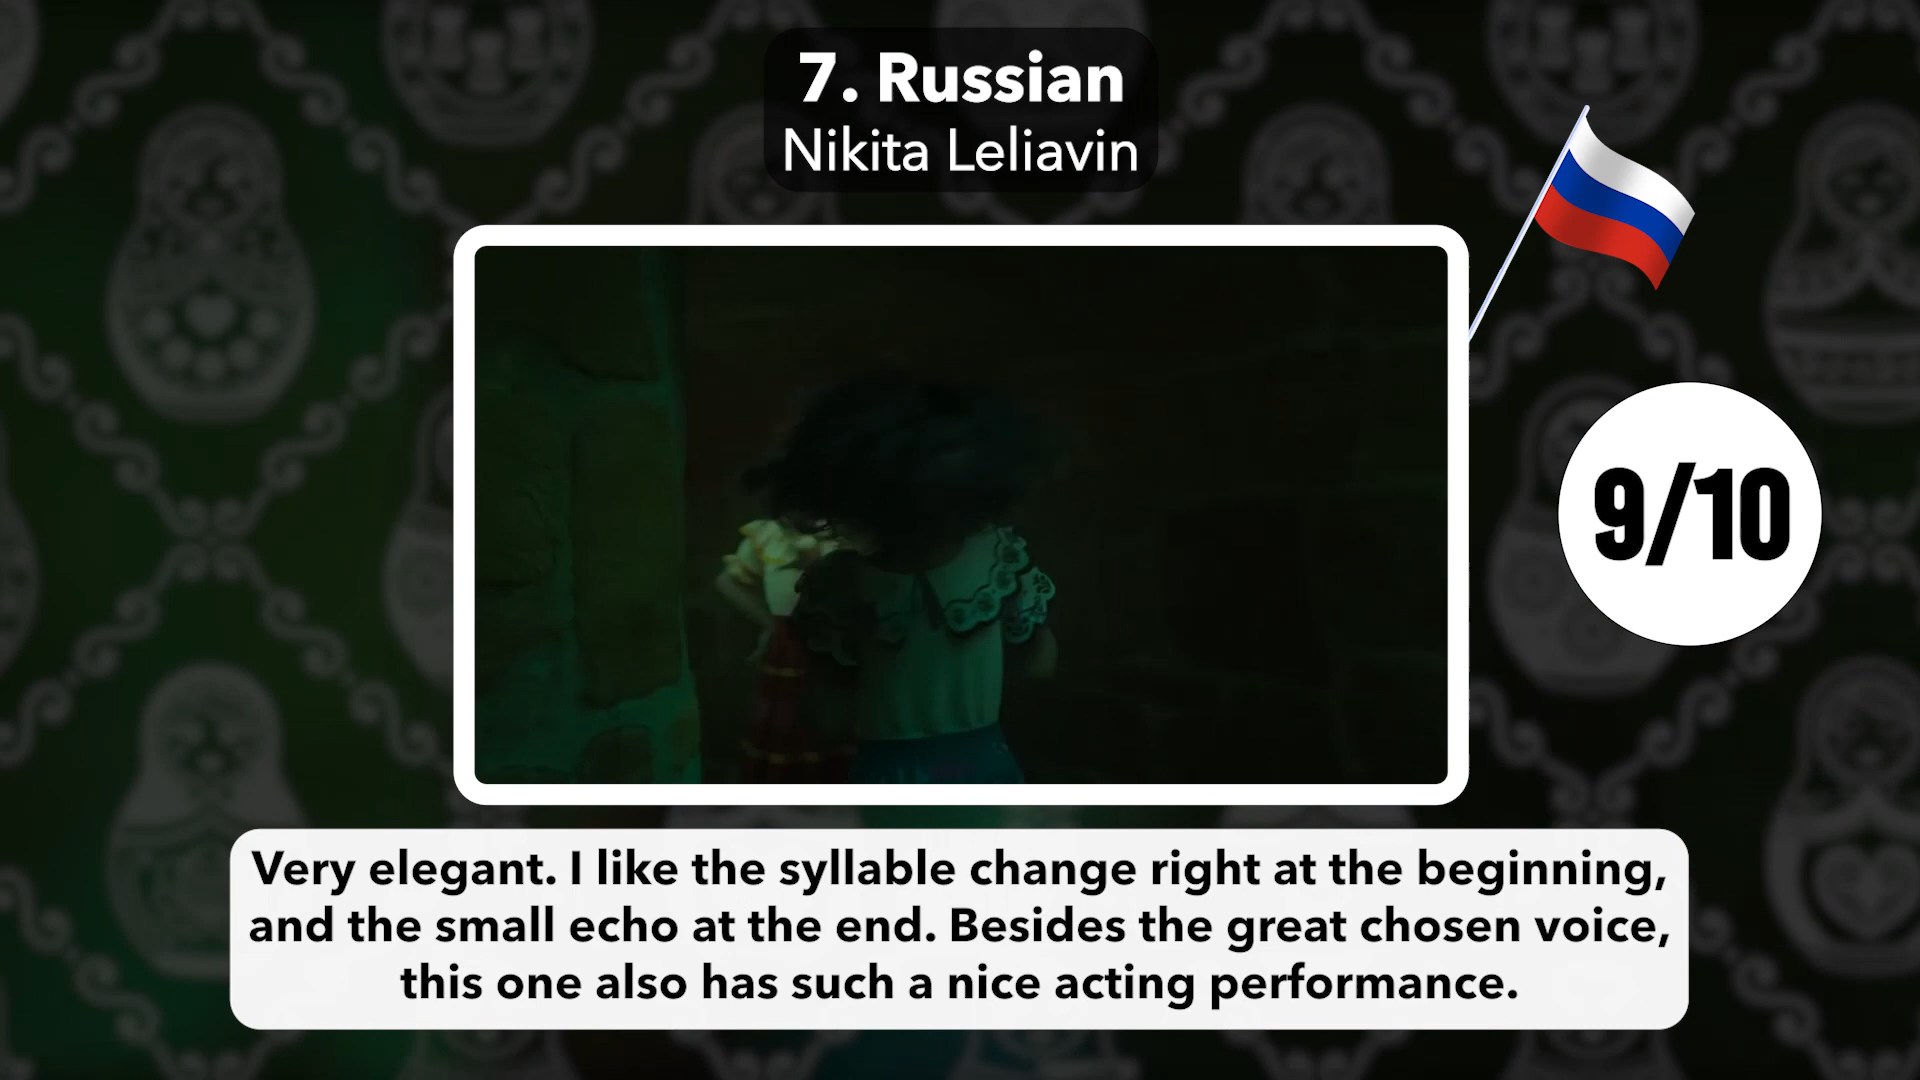 7. Russian
Nikita Leliavin
9/10
Very elegant. I like the syllable change right at the beginning,
and the small echo at the end. Besides the great chosen voice,
this one also has such a nice acting performance.